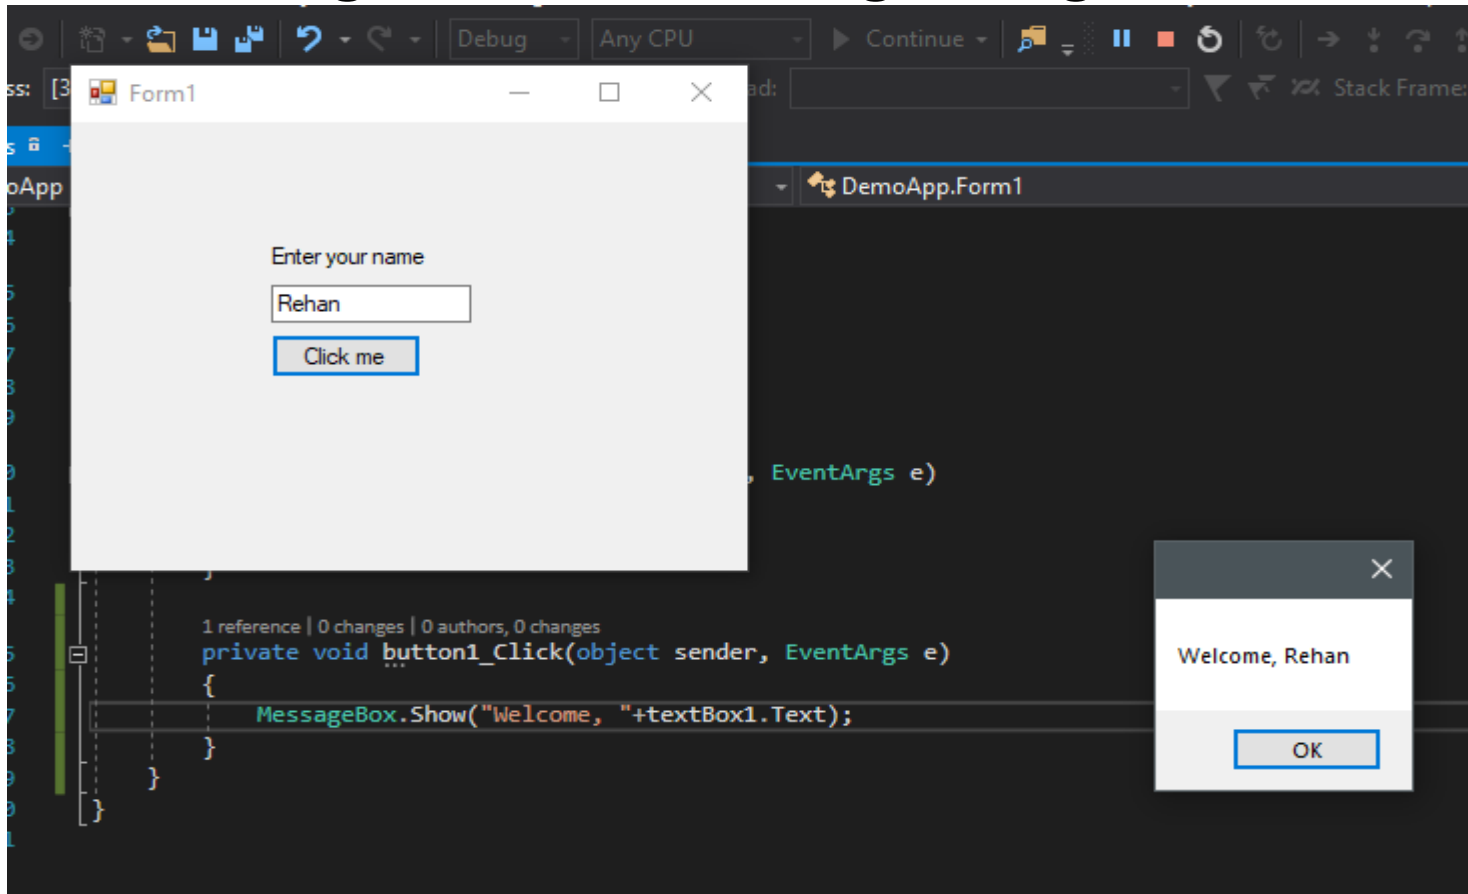 Debug Any CPU Continue
Form1
Stack Frame:
DemoApp.Form1
Enter your name
Rehan
Click me
, EventArgs e)
}
1 reference | 0 changes | 0 authors, 0 changes
private void button1_Click(object sender, EventArgs e)
{
MessageBox.Show("Welcome, "+textBox1.Text);
}
}
}
Welcome, Rehan
OK